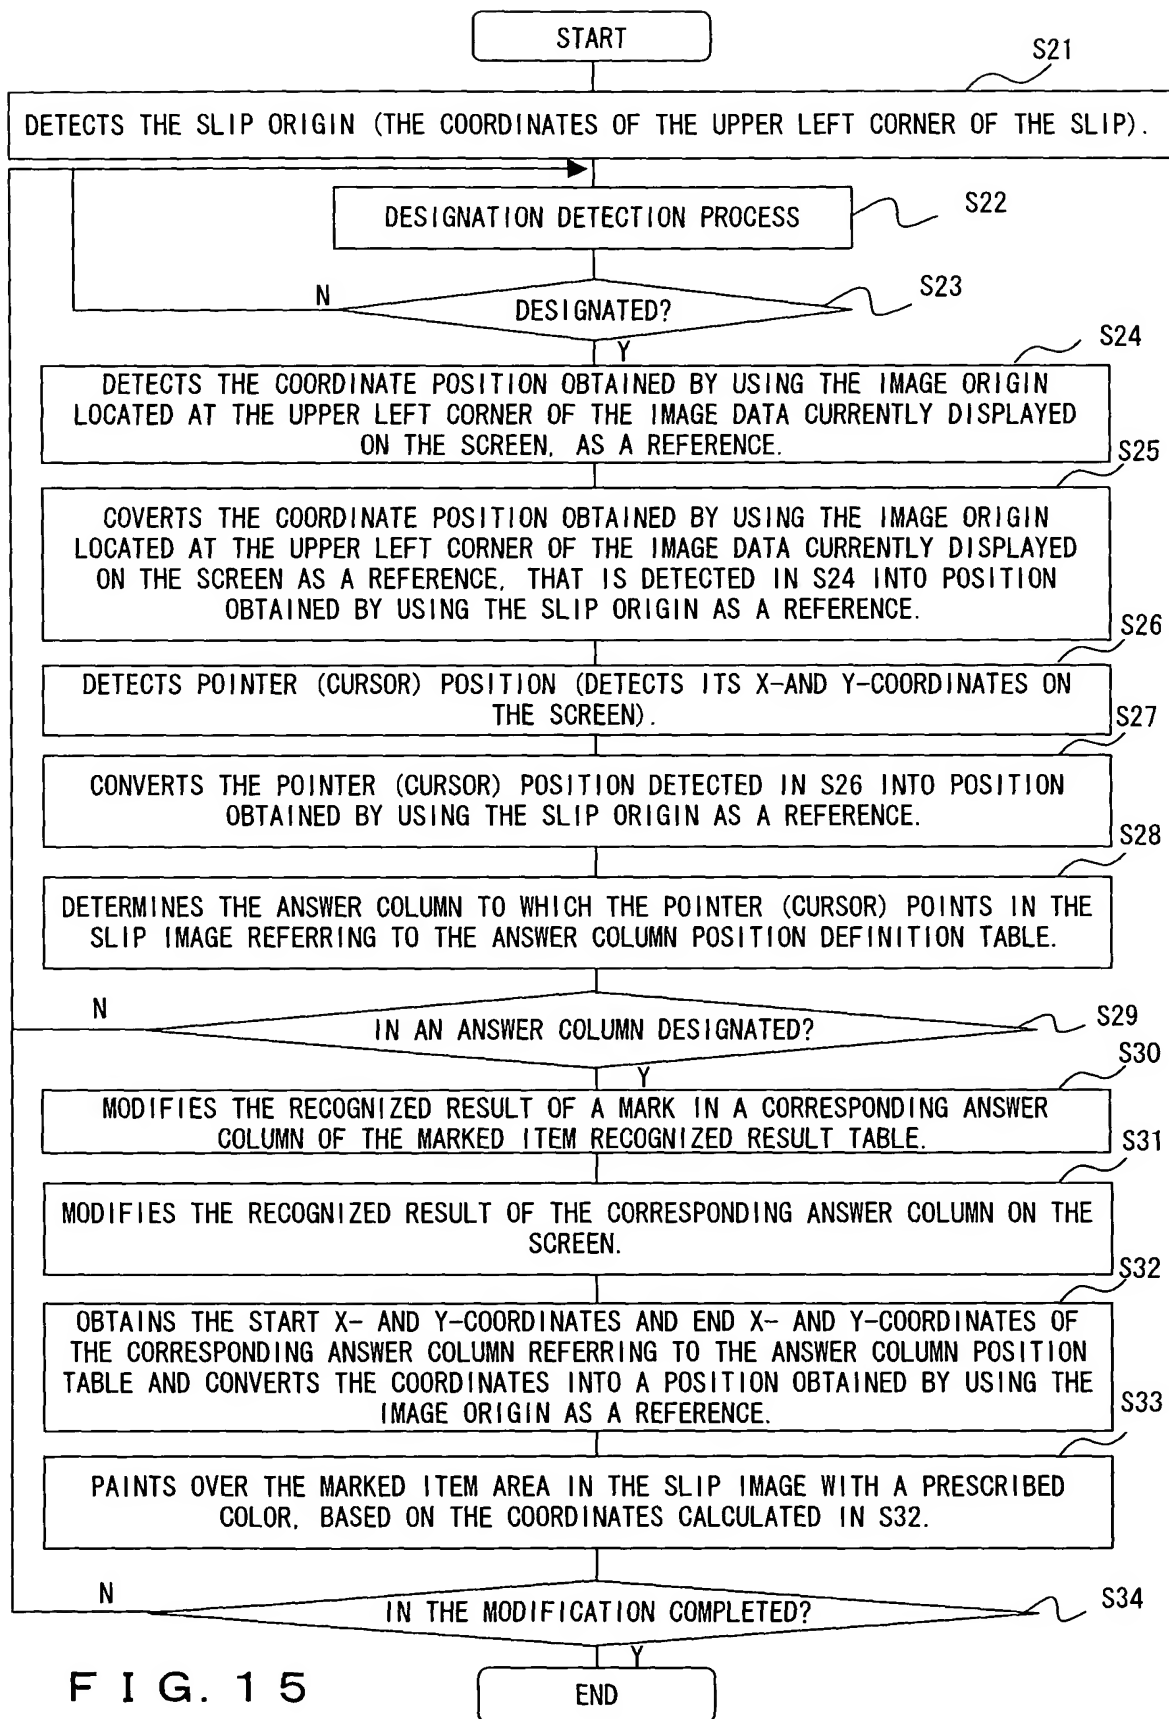 START
S21
DETECTS THE SLIP ORIGIN (THE COORDINATES OF THE UPPER LEFT CORNER OF THE SLIP).
DESIGNATION DETECTION PROCESS
S22
N
DESIGNATED?
S23
Y
S24
DETECTS THE COORDINATE POSITION OBTAINED BY USING THE IMAGE ORIGIN
LOCATED AT THE UPPER LEFT CORNER OF THE IMAGE DATA CURRENTLY DISPLAYED
ON THE SCREEN, AS A REFERENCE.
S25
COVERTS THE COORDINATE POSITION OBTAINED BY USING THE IMAGE ORIGIN
LOCATED AT THE UPPER LEFT CORNER OF THE IMAGE DATA CURRENTLY DISPLAYED
ON THE SCREEN AS A REFERENCE, THAT IS DETECTED IN S24 INTO POSITION
OBTAINED BY USING THE SLIP ORIGIN AS A REFERENCE.
S26
DETECTS POINTER (CURSOR) POSITION (DETECTS ITS X-AND Y-COORDINATES ON
THE SCREEN).
S27
CONVERTS THE POINTER (CURSOR) POSITION DETECTED IN S26 INTO POSITION
OBTAINED BY USING THE SLIP ORIGIN AS A REFERENCE.
S28
DETERMINES THE ANSWER COLUMN TO WHICH THE POINTER (CURSOR) POINTS IN THE
SLIP IMAGE REFERRING TO THE ANSWER COLUMN POSITION DEFINITION TABLE.
N
IN AN ANSWER COLUMN DESIGNATED?
S29
Y
S30
MODIFIES THE RECOGNIZED RESULT OF A MARK IN A CORRESPONDING ANSWER
COLUMN OF THE MARKED ITEM RECOGNIZED RESULT TABLE.
S31
MODIFIES THE RECOGNIZED RESULT OF THE CORRESPONDING ANSWER COLUMN ON THE
SCREEN.
S32
OBTAINS THE START X- AND Y-COORDINATES AND END X- AND Y-COORDINATES OF
THE CORRESPONDING ANSWER COLUMN REFERRING TO THE ANSWER COLUMN POSITION
TABLE AND CONVERTS THE COORDINATES INTO A POSITION OBTAINED BY USING THE
IMAGE ORIGIN AS A REFERENCE.
S33
PAINTS OVER THE MARKED ITEM AREA IN THE SLIP IMAGE WITH A PRESCRIBED
COLOR, BASED ON THE COORDINATES CALCULATED IN S32.
N
IN THE MODIFICATION COMPLETED?
S34
Y
END
FIG. 15